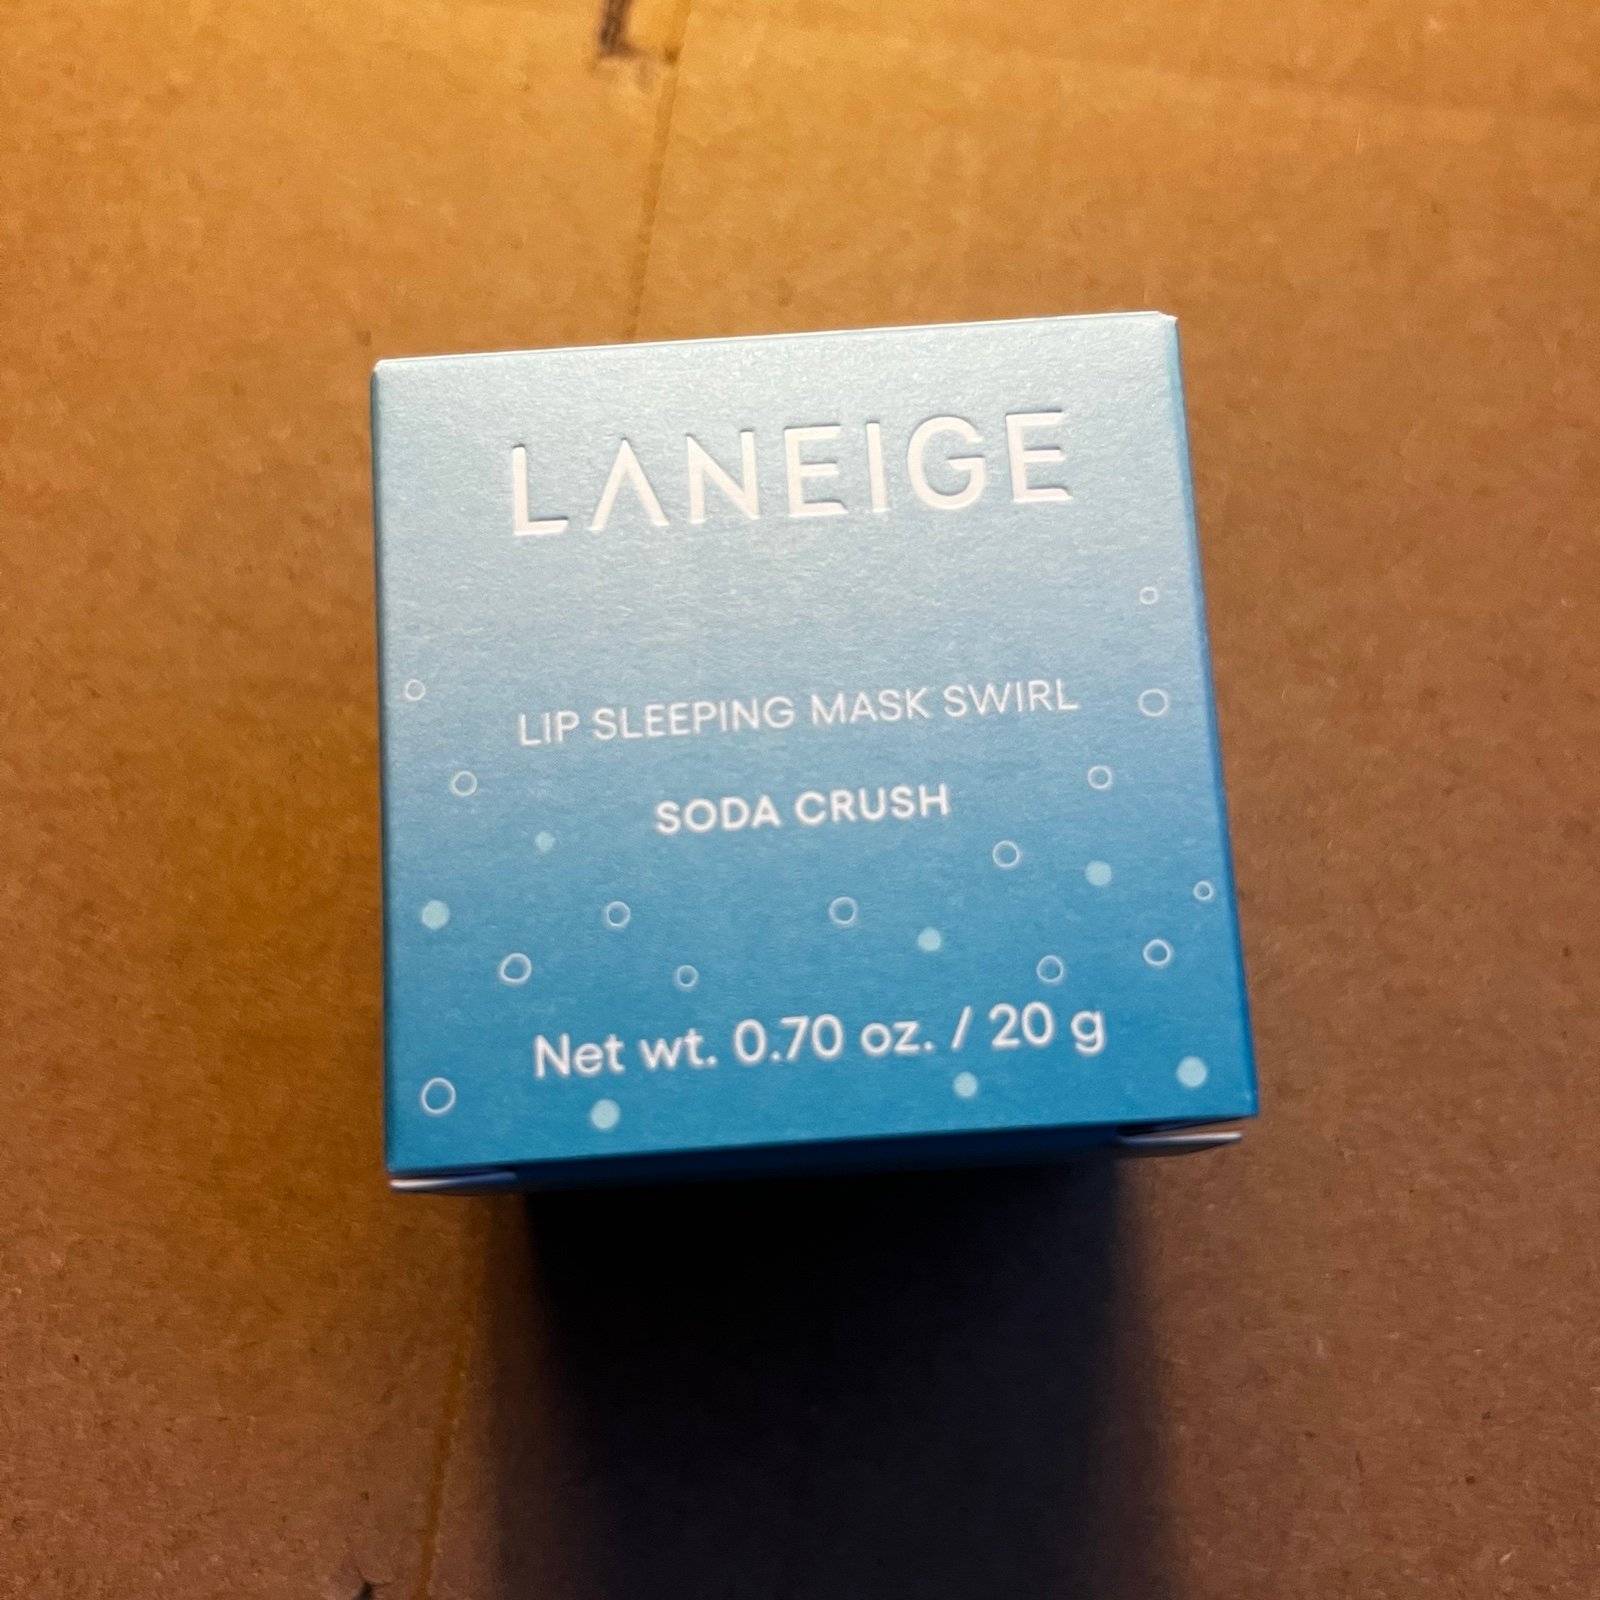 LANEIGE
LIP SLEEPING MASK SWIRL
SODA CRUSH
Net wt. 0.70 oz. / 20 g